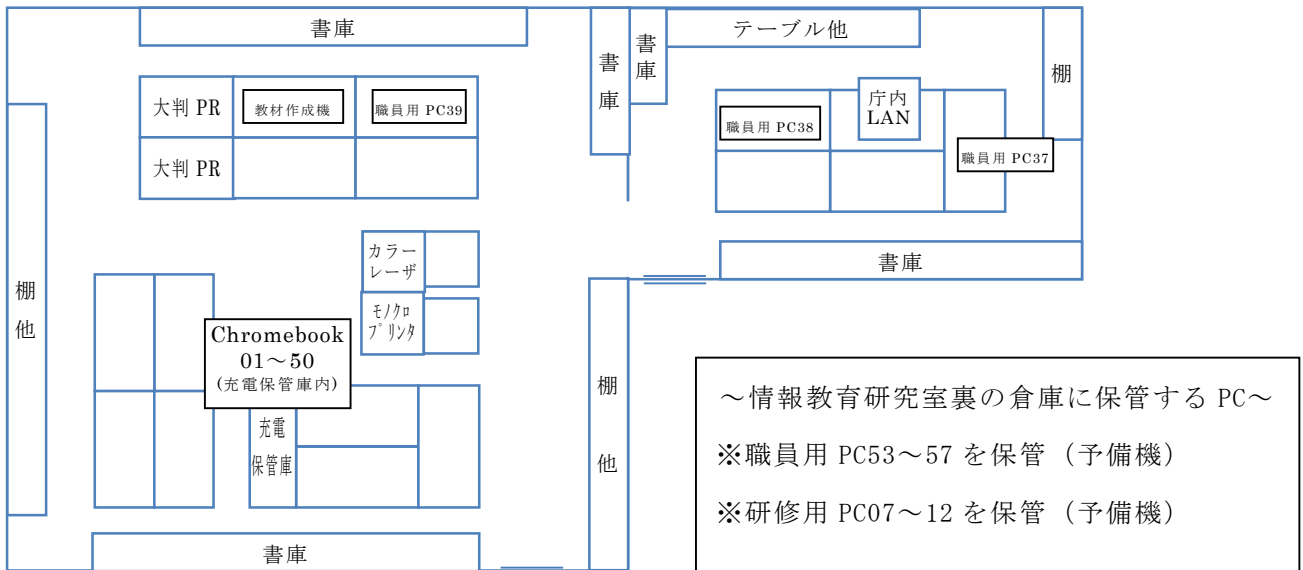 書庫
書庫
書庫
テーブル他
棚
大判 PR
教材作成機
職員用 PC39
大判 PR
職員用 PC38
庁内
LAN
職員用 PC37
カラー
レーザ
モノクロ
プリンタ
書庫
棚他
Chromebook
01～50
(充電保管庫内)
充電
保管庫
棚他
書庫
～情報教育研究室裏の倉庫に保管する PC～
※職員用 PC53～57 を保管（予備機）
※研修用 PC07～12 を保管（予備機）